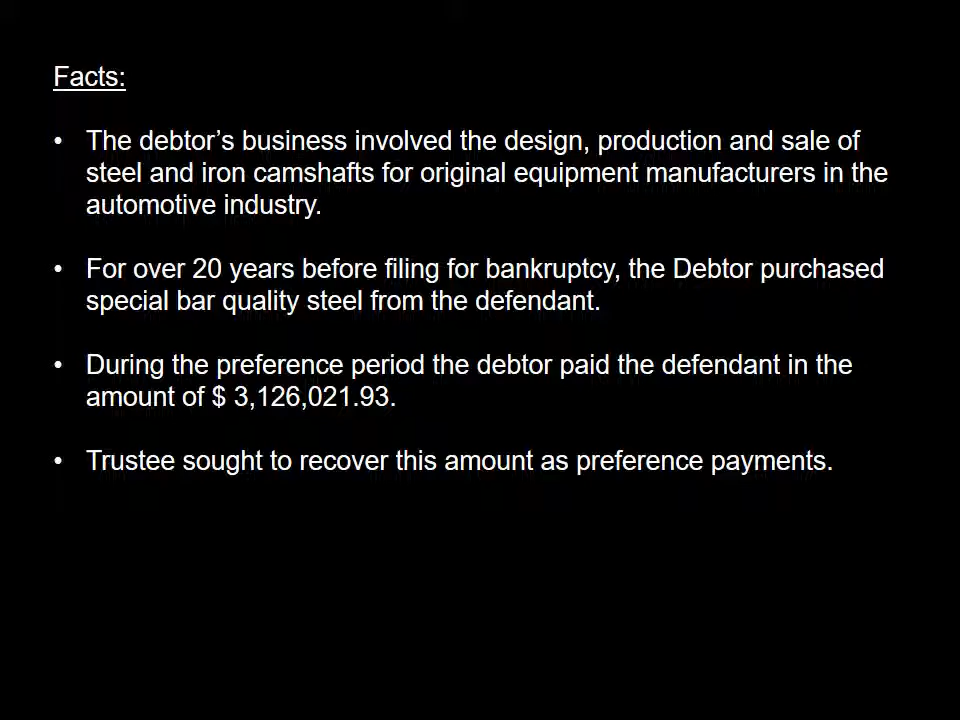 Facts:
• The debtor’s business involved the design, production and sale of
steel and iron camshafts for original equipment manufacturers in the
automotive industry.
• For over 20 years before filing for bankruptcy, the Debtor purchased
special bar quality steel from the defendant.
• During the preference period the debtor paid the defendant in the
amount of $ 3,126,021.93.
• Trustee sought to recover this amount as preference payments.